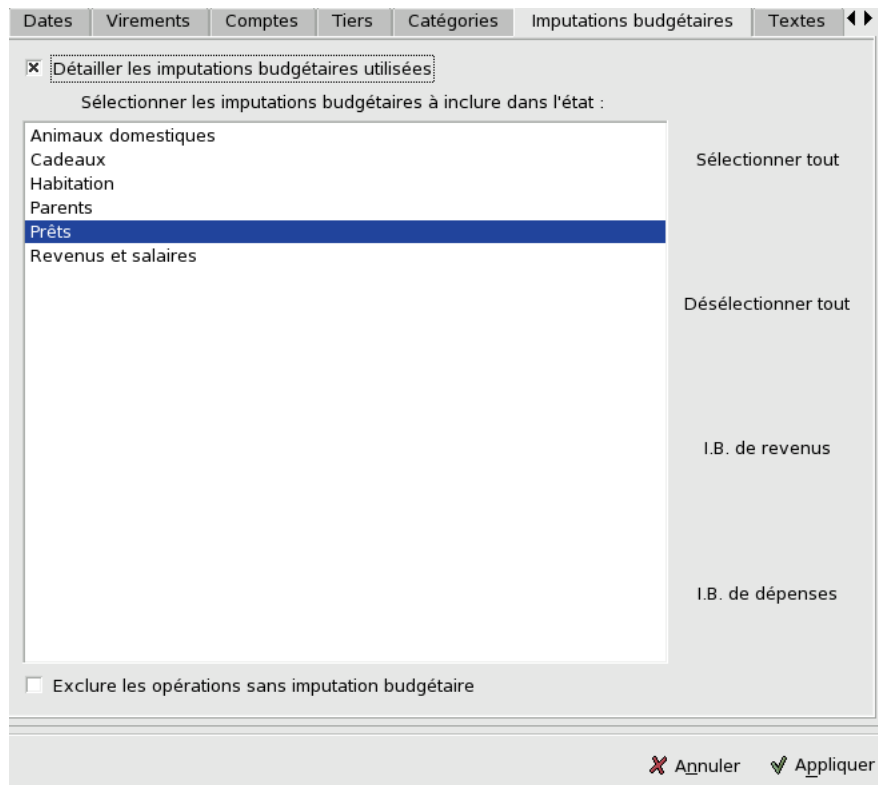 Dates Virements Comptes Tiers Catégories Imputations budgétaires Textes
Détailler les imputations budgétaires utilisées
Sélectionner les imputations budgétaires à inclure dans l'état :
Animaux domestiques
Cadeaux
Habitation
Parents
Prêts
Revenus et salaires
Sélectionner tout
Désélectionner tout
I.B. de revenus
I.B. de dépenses
Exclure les opérations sans imputation budgétaire
Annuler Appliquer